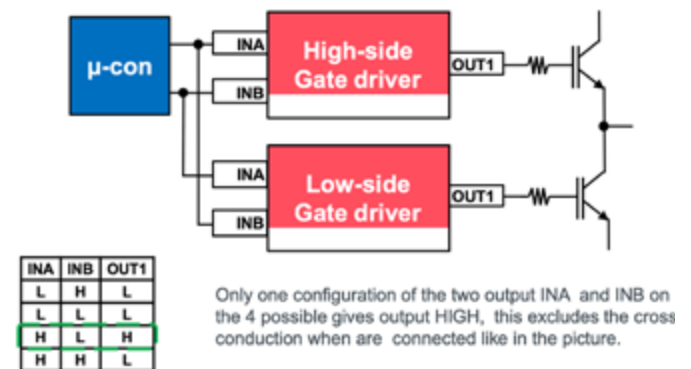 μ-con
INA
INB
High-side
Gate driver
OUT1
INA
INB
Low-side
Gate driver
OUT1
INA INB OUT1
L H L
L L L
H L H
H H L
Only one configuration of the two output INA and INB on
the 4 possible gives output HIGH, this excludes the cross
conduction when are connected like in the picture.